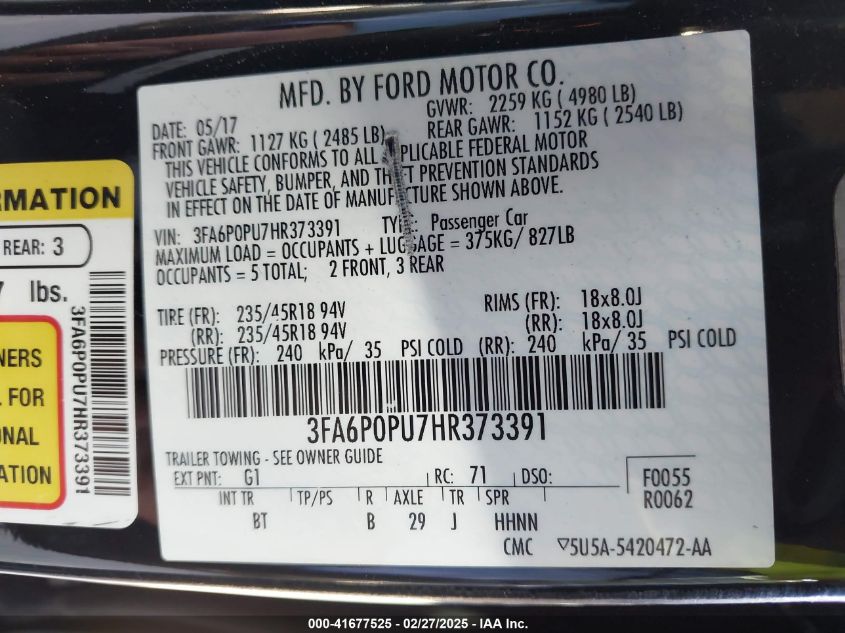 MFD. BY FORD MOTOR CO.
DATE: 05/17
GVWR: 2259 KG ( 4980 LB)
FRONT GAWR: 1127 KG ( 2485 LB)
REAR GAWR: 1152 KG ( 2540 LB)
THIS VEHICLE CONFORMS TO ALL APPLICABLE FEDERAL MOTOR
VEHICLE SAFETY, BUMPER, AND THEFT PREVENTION STANDARDS
IN EFFECT ON THE DATE OF MANUFACTURE SHOWN ABOVE.
VIN: 3FA6P0PU7HR373391 TYPE: Passenger Car
MAXIMUM LOAD = OCCUPANTS + LUGGAGE = 375KG/ 827LB
OCCUPANTS = 5 TOTAL; 2 FRONT, 3 REAR
TIRE (FR): 235/45R18 94V RIMS (FR): 18x8.0J
(RR): 235/45R18 94V (RR): 18x8.0J
PRESSURE (FR): 240 kPa/ 35 PSI COLD (RR): 240 kPa/ 35 PSI COLD
3FA6P0PU7HR373391
TRAILER TOWING - SEE OWNER GUIDE
EXT PNT: G1 RC: 71 DSO:
F0055
R0062
INT TR TP/PS R AXLE TR SPR
BT B 29 J HHNN
CMC ▽5U5A-5420472-AA
RMATION
REAR: 3
7 lbs.
NERS
L FOR
ONAL
ATION
3FA6P0PU7HR373391
000-41677525 - 02/27/2025 - IAA Inc.